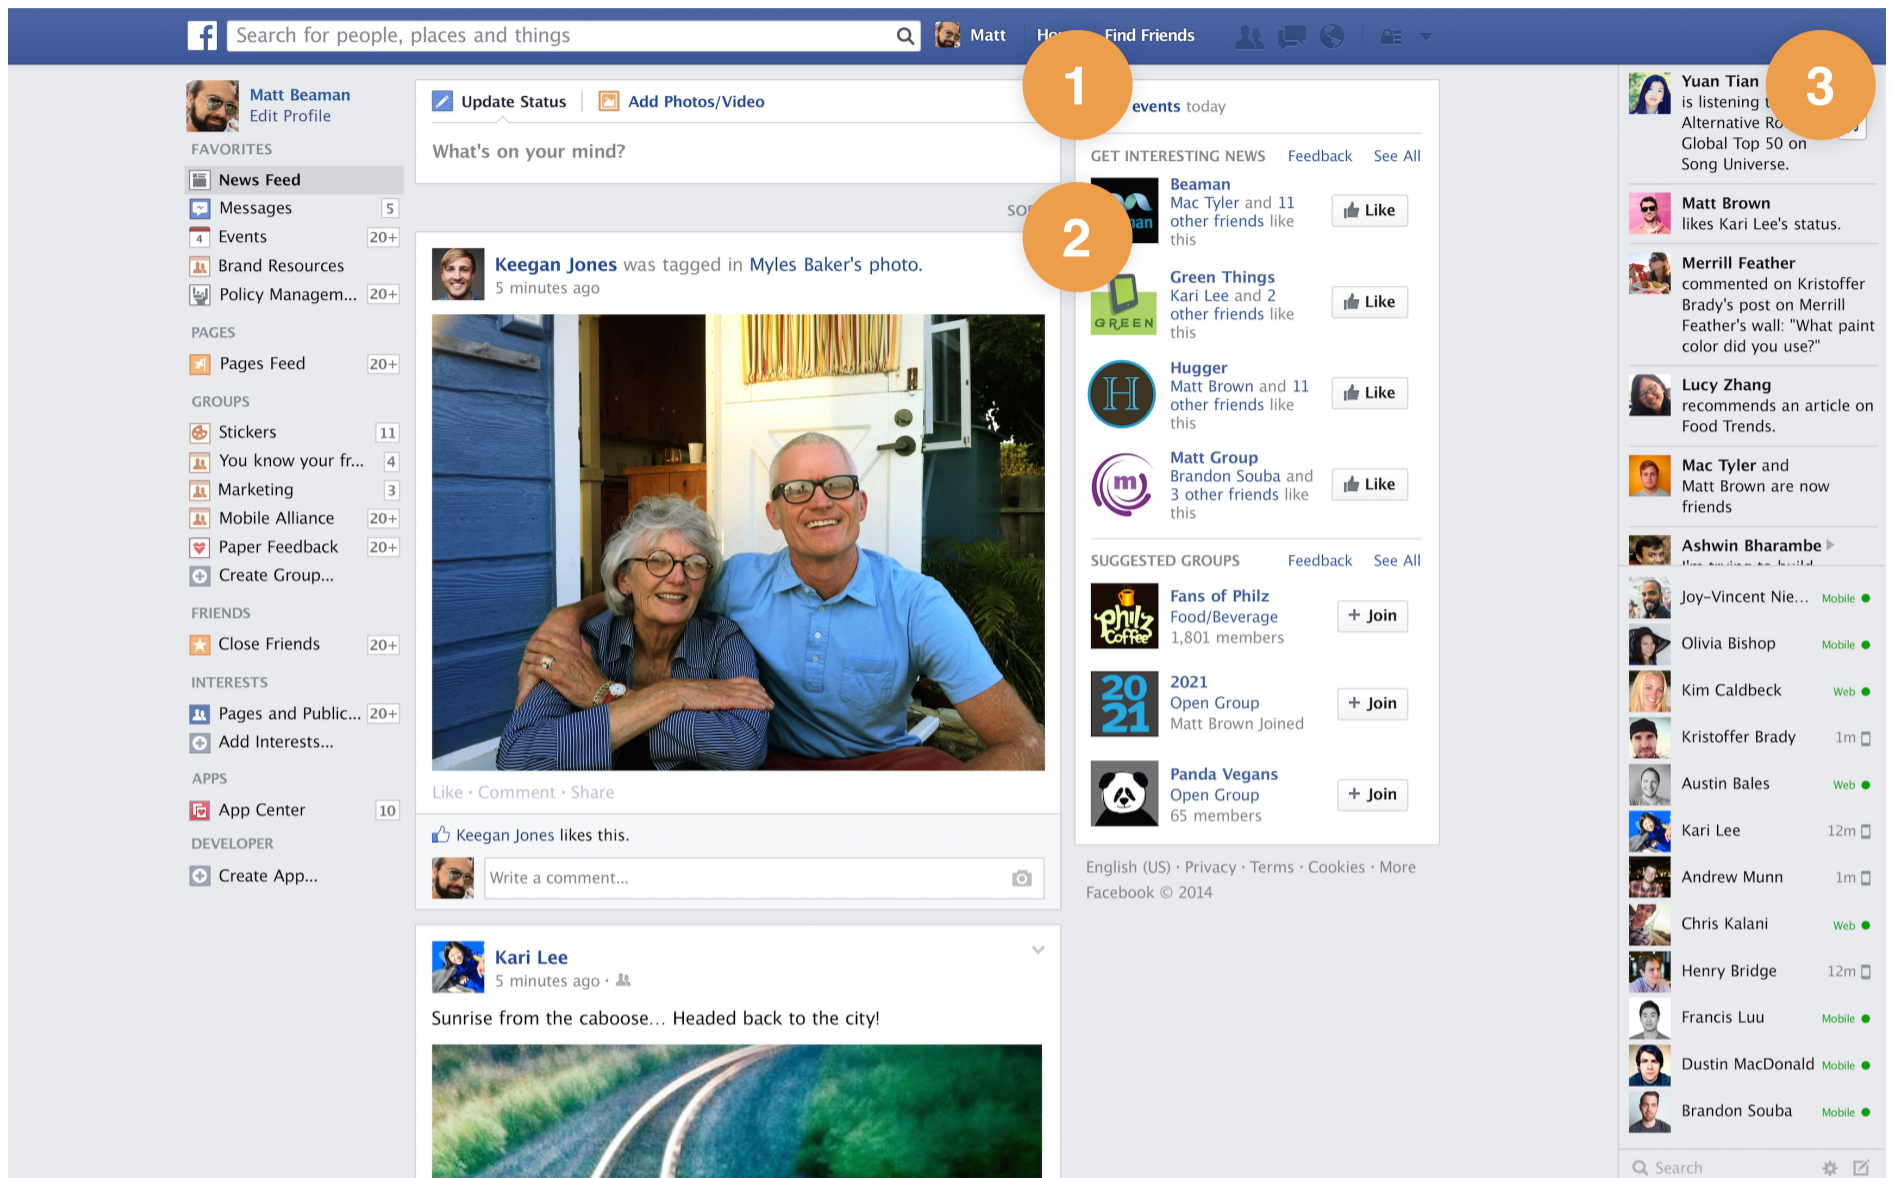 Search for people, places and things
Matt
Find Friends
1
3
Matt Beaman
Edit Profile
FAVORITES
News Feed
Messages 5
4 Events 20+
Brand Resources
Policy Managem... 20+
PAGES
Pages Feed 20+
GROUPS
Stickers 11
You know your fr... 4
Marketing 3
Mobile Alliance 20+
Paper Feedback 20+
Create Group...
FRIENDS
Close Friends 20+
INTERESTS
Pages and Public... 20+
Add Interests...
APPS
App Center 10
DEVELOPER
Create App...
Update Status
Add Photos/Video
What's on your mind?
2
Keegan Jones was tagged in Myles Baker's photo.
5 minutes ago
Like · Comment · Share
Keegan Jones likes this.
Write a comment...
Kari Lee
5 minutes ago ·
Sunrise from the caboose... Headed back to the city!
events today
GET INTERESTING NEWS Feedback See All
Beaman
Mac Tyler and 11
other friends like
this
Like
Green Things
Kari Lee and 2
other friends like
this
GREEN
Like
Hugger
Matt Brown and 11
other friends like
this
H
Like
Matt Group
Brandon Souba and
3 other friends like
this
m
Like
SUGGESTED GROUPS Feedback See All
Philz
Coffee
Fans of Philz
Food/Beverage
1,801 members
+ Join
20
21
2021
Open Group
Matt Brown Joined
+ Join
Panda Vegans
Open Group
65 members
+ Join
English (US) · Privacy · Terms · Cookies · More
Facebook © 2014
Yuan Tian
is listening
Alternative
Global Top 50 on
Song Universe.
Matt Brown
likes Kari Lee's status.
Merrill Feather
commented on Kristoffer
Brady's post on Merrill
Feather's wall: "What paint
color did you use?"
Lucy Zhang
recommends an article on
Food Trends.
Mac Tyler and
Matt Brown are now
friends
Ashwin Bharambe
Joy-Vincent Nie... Mobile
Olivia Bishop Mobile
Kim Caldbeck Web
Kristoffer Brady 1m
Austin Bales Web
Kari Lee 12m
Andrew Munn 1m
Chris Kalani Web
Henry Bridge 12m
Francis Luu Mobile
Dustin MacDonald Mobile
Brandon Souba Mobile
Search